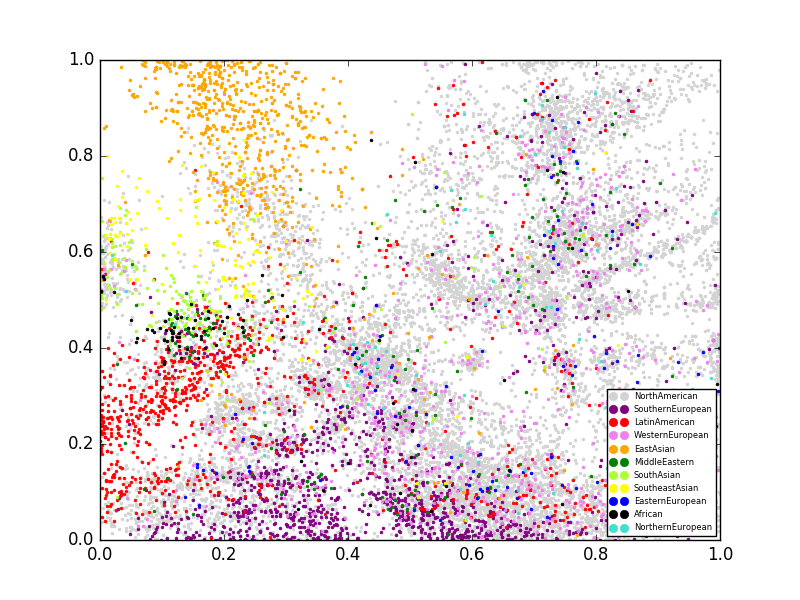 1.0
0.8
0.6
0.4
0.2
0.0
0.0 0.2 0.4 0.6 0.8 1.0
NorthAmerican
SouthernEuropean
LatinAmerican
WesternEuropean
EastAsian
MiddleEastern
SouthAsian
SoutheastAsian
EasternEuropean
African
NorthernEuropean